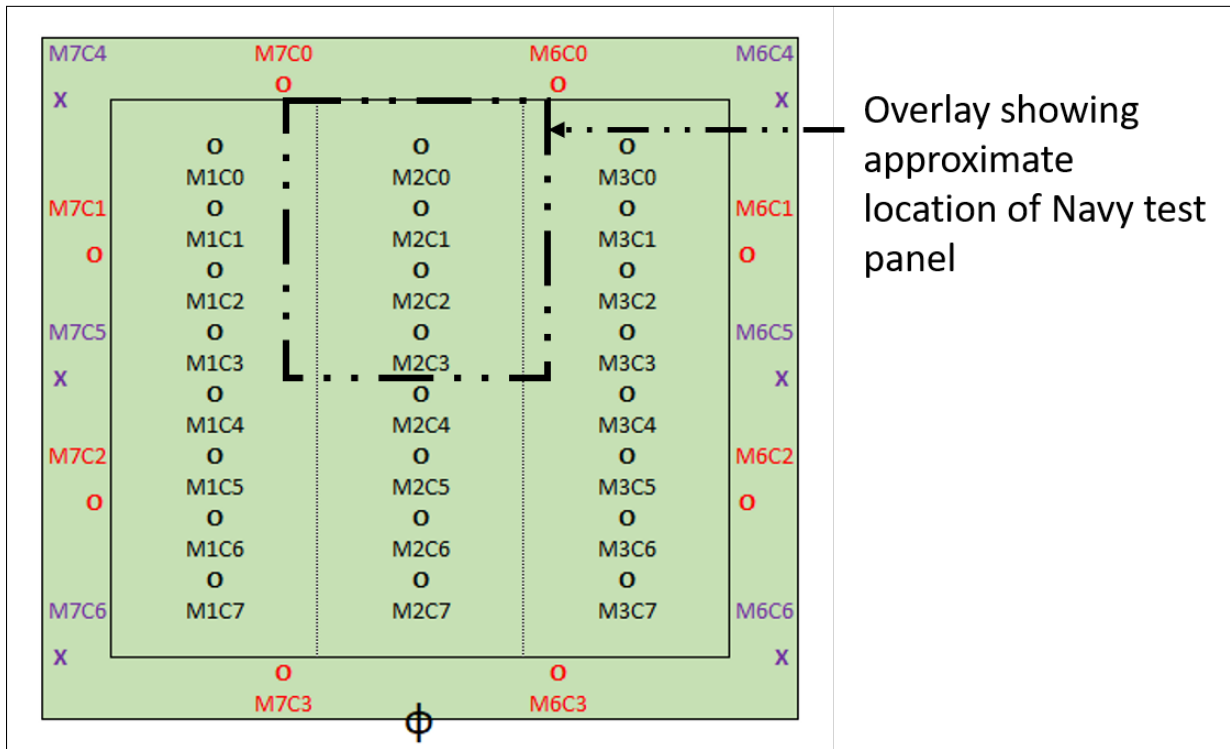 M7C4 M7C0 M6C0 M6C4
X O O X
O O O
M1C0 M2C0 M3C0
M7C1 O O O M6C1
M1C1 M2C1 M3C1
O O
O O O
M1C2 M2C2 M3C2
M7C5 O O O M6C5
M1C3 M2C3 M3C3
X X
O O O
M1C4 M2C4 M3C4
M7C2 O O O M6C2
M1C5 M2C5 M3C5
O O
O O O
M1C6 M2C6 M3C6
O O O
M7C6 M1C7 M2C7 M3C7 M6C6
X X
O O
M7C3 M6C3
ф
Overlay showing
approximate
location of Navy test
panel